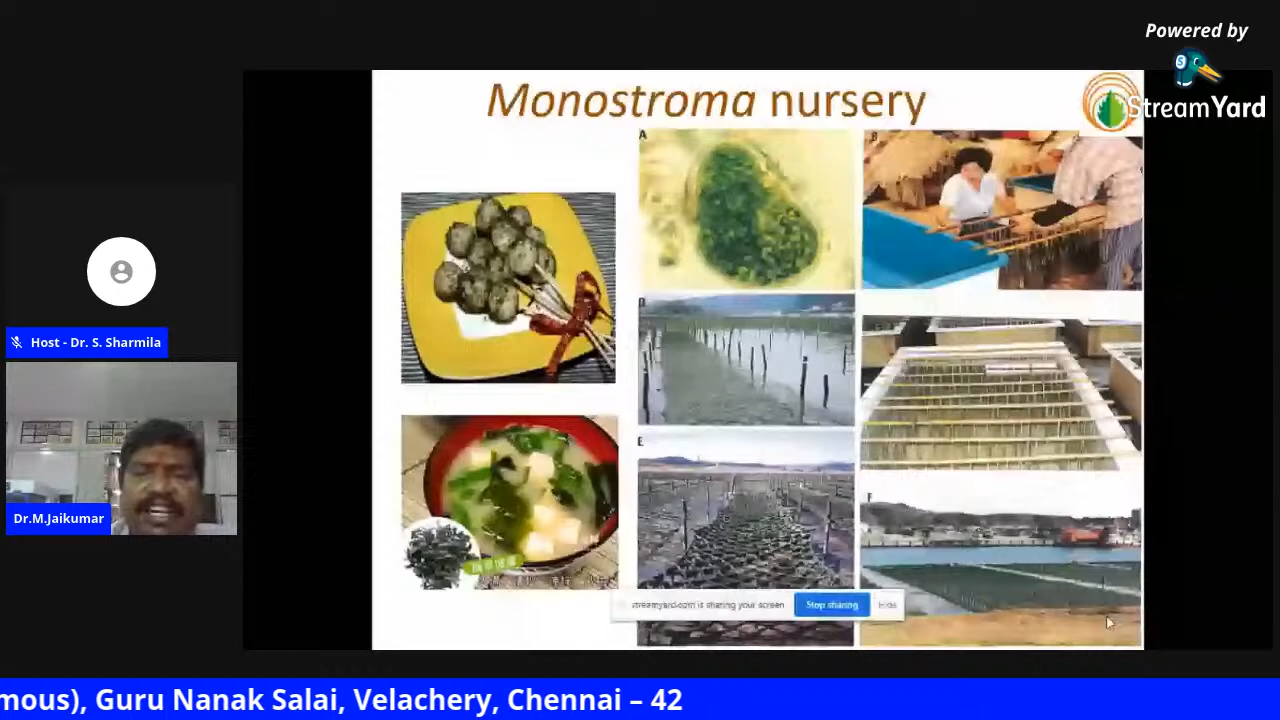 Powered by
StreamYard
Monostroma nursery
A
B
D
E
F
Host - Dr. S. Sharmila
Dr.M.Jaikumar
streamyard.com is sharing your screen
Stop sharing
Hide
mous), Guru Nanak Salai, Velachery, Chennai – 42